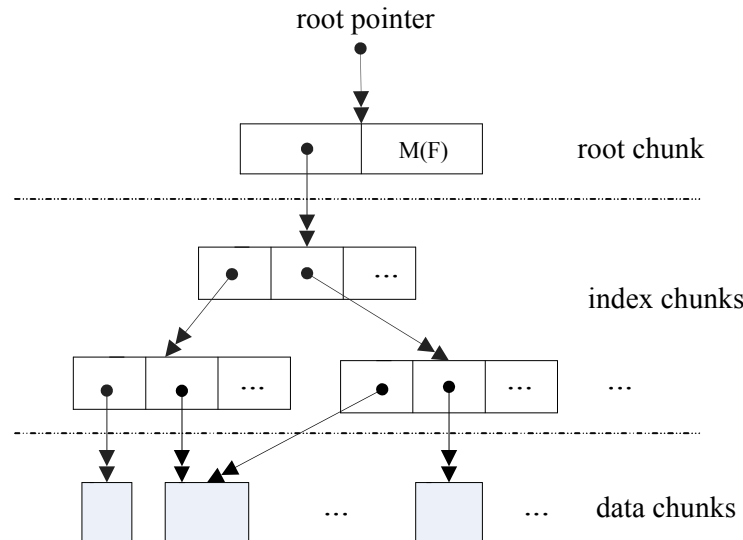 root pointer
M(F)
root chunk
...
index chunks
...
...
...
...
...
data chunks